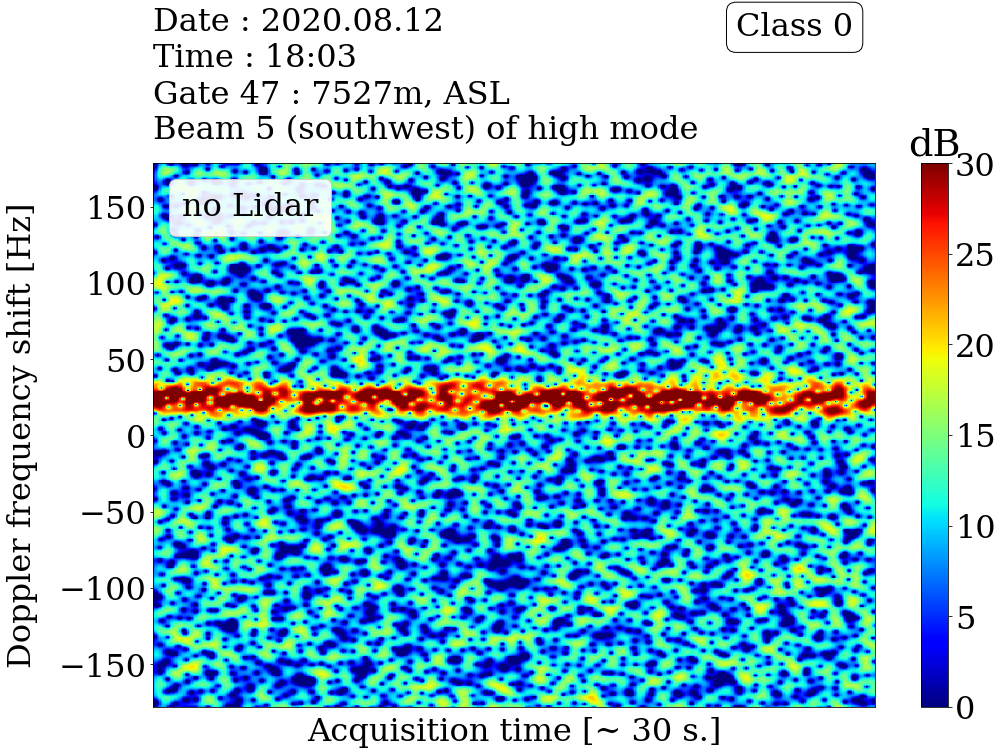 Date : 2020.08.12
Class 0
Time : 18:03
Gate 47 : 7527m, ASL
Beam 5 (southwest) of high mode
dB
no Lidar
Doppler frequency shift [Hz]
150
100
50
0
−50
−100
−150
30
25
20
15
10
5
0
Acquisition time [~ 30 s.]